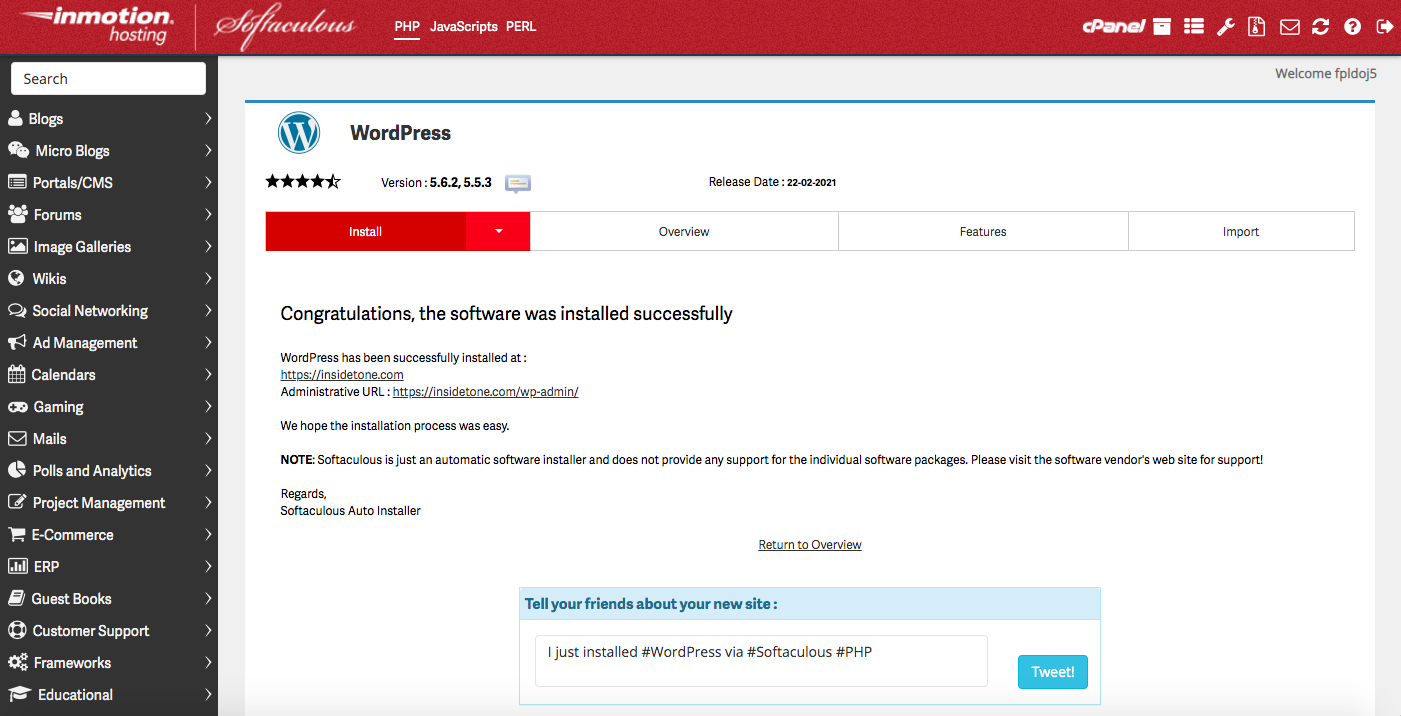 inmotion hosting
Softaculous
PHP JavaScripts PERL
cPanel
Search
Welcome fpldoj5
Blogs
Micro Blogs
Portals/CMS
Forums
Image Galleries
Wikis
Social Networking
Ad Management
Calendars
Gaming
Mails
Polls and Analytics
Project Management
E-Commerce
ERP
Guest Books
Customer Support
Frameworks
Educational
WordPress
Version : 5.6.2, 5.5.3
Release Date : 22-02-2021
Install
Overview
Features
Import
Congratulations, the software was installed successfully
WordPress has been successfully installed at :
https://insidetone.com
Administrative URL : https://insidetone.com/wp-admin/
We hope the installation process was easy.
NOTE: Softaculous is just an automatic software installer and does not provide any support for the individual software packages. Please visit the software vendor's web site for support!
Regards,
Softaculous Auto Installer
Return to Overview
Tell your friends about your new site :
I just installed #WordPress via #Softaculous #PHP
Tweet!